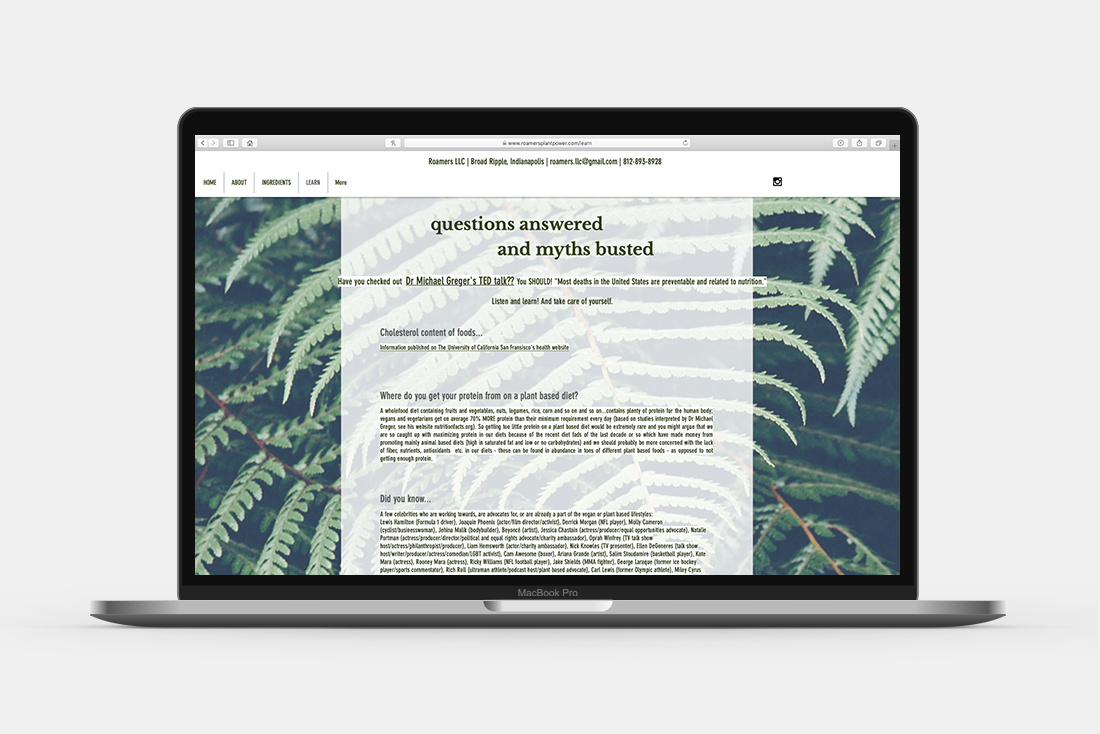 www.roamersplantpower.com/learn
Roamers LLC | Broad Ripple, Indianapolis | roamers.llc@gmail.com | 812-893-8928
HOME ABOUT INGREDIENTS LEARN More
questions answered
and myths busted
Have you checked out Dr Michael Greger's TED talk?? You SHOULD! "Most deaths in the United States are preventable and related to nutrition."
Listen and learn! And take care of yourself.
Cholesterol content of foods...
Information published on The University of California San Fransisco's health website
Where do you get your protein from on a plant based diet?
A wholefood diet containing fruits and vegetables, nuts, legumes, rice, corn and so on and so on...contains plenty of protein for the human body;
vegans and vegetarians get on average 70% MORE protein than their minimum requirement every day (based on studies interpreted by Dr Michael
Greger, see his website nutritionfacts.org). So getting too little protein on a plant based diet would be extremely rare and you might argue that we
are so caught up with maximizing protein in our diets because of the recent diet fads of the last decade or so which have made money from
promoting mainly animal based diets (high in saturated fat and low or no carbohydrates) and we should probably be more concerned with the lack
of fiber, nutrients, antioxidants etc. in our diets - these can be found in abundance in tons of different plant based foods - as opposed to not
getting enough protein.
Did you know...
A few celebrities who are working towards, are advocates for, or are already a part of the vegan or plant based lifestyles:
Lewis Hamilton (Formula 1 driver), Joaquin Phoenix (actor/film director/activist), Derrick Morgan (NFL player), Molly Cameron
(cyclist/businesswoman), Johina Malik (bodybuilder), Beyoncé (artist), Jessica Chastain (actress/producer/equal opportunities advocate), Natalie
Portman (actress/producer/director/political and equal rights advocate/charity ambassador), Oprah Winfrey (TV talk show
host/actress/philanthropist/producer), Liam Hemsworth (actor/charity ambassador), Nick Knowles (TV presenter), Ellen DeGeneres (talk show
host/writer/producer/actress/comedian/LGBT activist), Cam Awesome (boxer), Ariana Grande (artist), Salim Stoudamire (basketball player), Kate
Mara (actress), Rooney Mara (actress), Ricky Williams (NFL football player), Jake Shields (MMA fighter), George Laraque (former ice hockey
player/sports commentator), Rich Roll (ultraman athlete/podcast host/plant based advocate), Carl Lewis (former Olympic athlete), Miley Cyrus
MacBook Pro